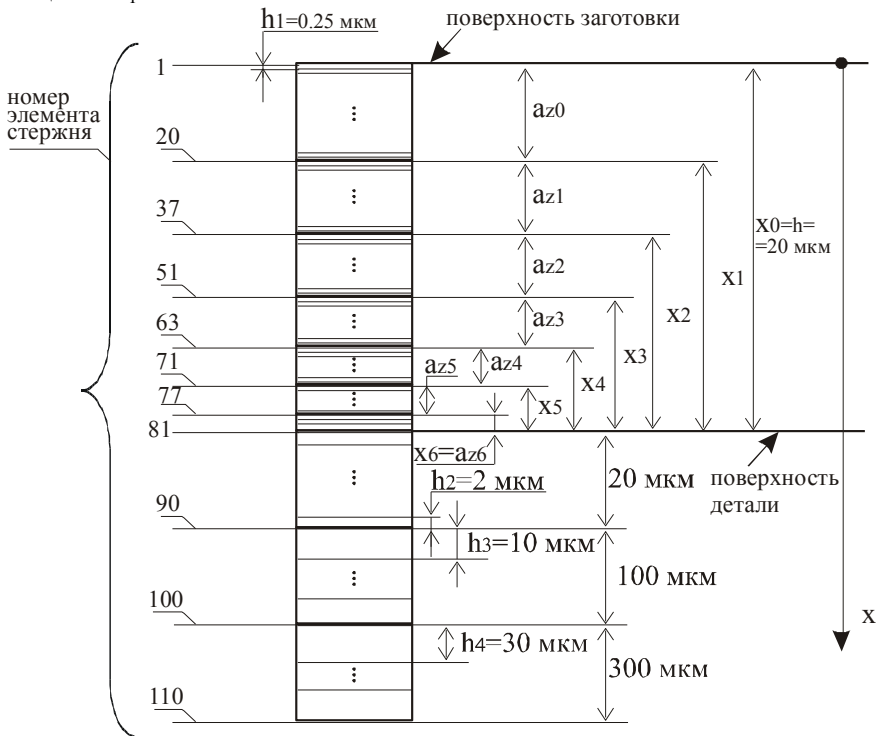 h1=0.25 мкм
поверхность заготовки
1
номер
элемента
стержня
az0
20
az1
37
x0=h=
=20 мкм
x1
az2
51
x2
az3
63
x3
71
az5
az4
x4
77
x5
81
x6=az6
h2=2 мкм
20 мкм
поверхность
детали
90
h3=10 мкм
100 мкм
100
x
h4=30 мкм
300 мкм
110